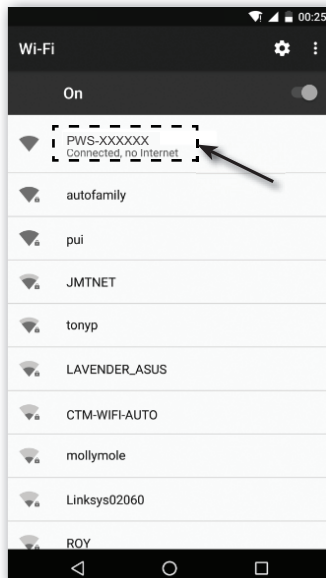 00:25
Wi-Fi
On
PWS-XXXXXX
Connected, no Internet
autofamily
pui
JMTNET
tonyp
LAVENDER_ASUS
CTM-WIFI-AUTO
mollymole
Linksys02060
ROY